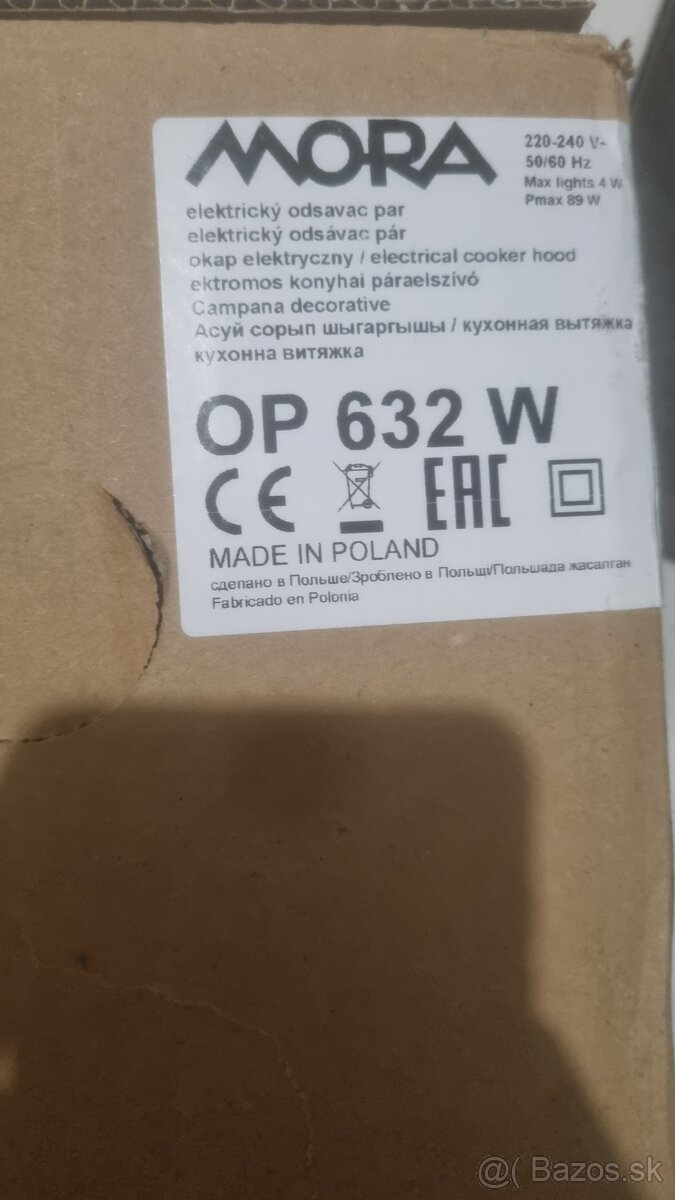 MORA
220-240 V~
50/60 Hz
Max lights 4 W
Pmax 89 W
elektrický odsavac par
elektrický odsávac pár
okap elektryczny / electrical cooker hood
ektromos konyhai páraelszívó
Campana decorative
Асуй сорып шыгаргышы / кухонная вытяжка
кухонна витяжка
OP 632 W
CE
EAC
MADE IN POLAND
сделано в Польше/Зроблено в Польщі/Польшада жасалган
Fabricado en Polonia
@( Bazos.sk